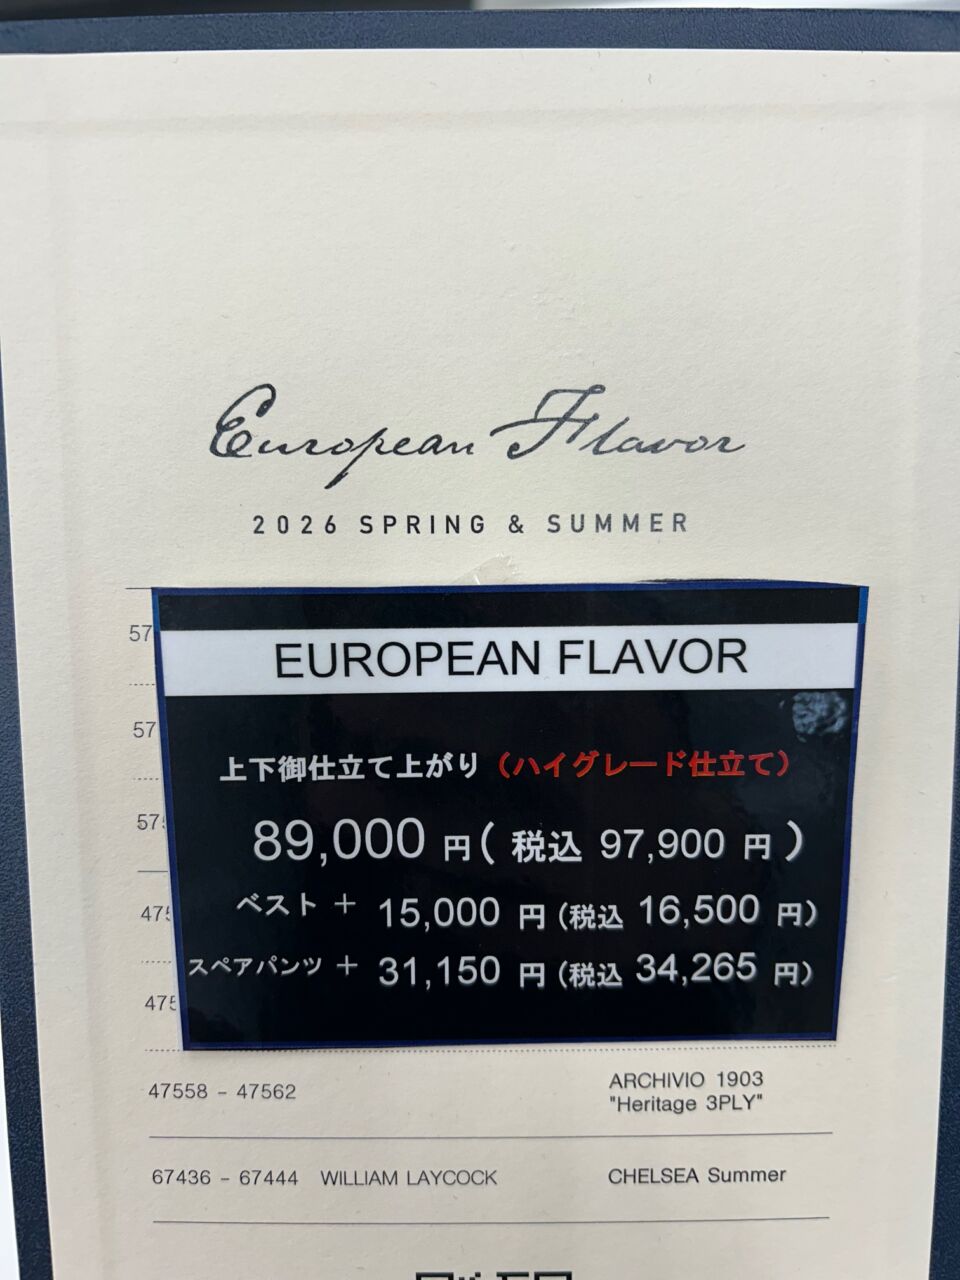 European Flavor
2026 SPRING & SUMMER
EUROPEAN FLAVOR
上下御仕立て上がり（ハイグレード仕立て）
89,000 円（ 税込 97,900 円 ）
ベスト ＋ 15,000 円 (税込 16,500 円)
スペアパンツ ＋ 31,150 円 (税込 34,265 円)
47558 - 47562 ARCHIVIO 1903
"Heritage 3PLY"
67436 - 67444 WILLIAM LAYCOCK CHELSEA Summer